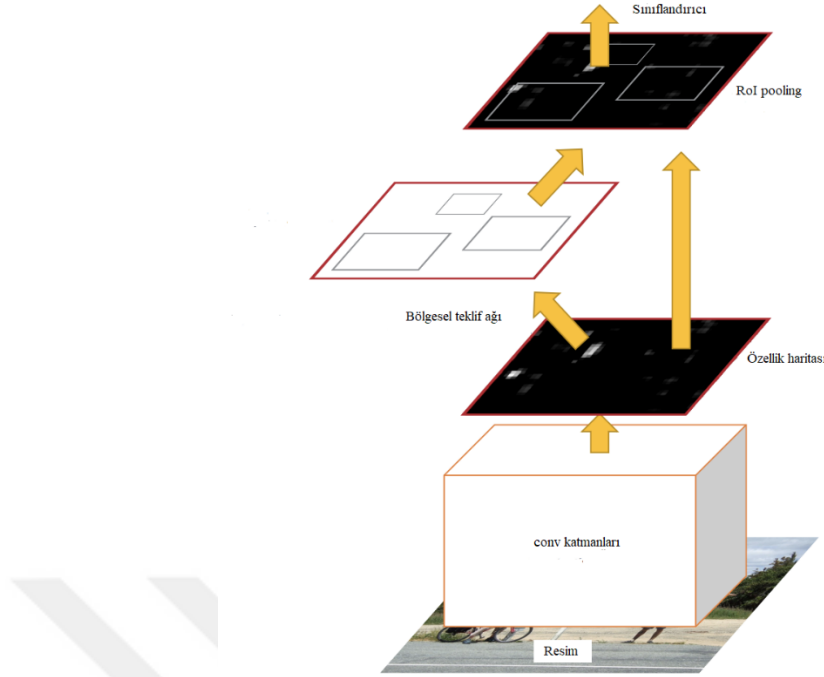 Sınıflandırıcı
RoI pooling
Bölgesel teklif ağı
Özellik haritası
conv katmanları
Resim